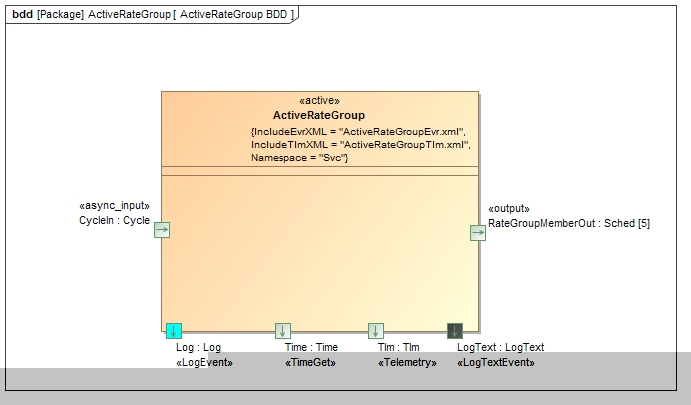 bdd [Package] ActiveRateGroup [ ActiveRateGroup BDD ]
«active»
ActiveRateGroup
{IncludeEvrXML = "ActiveRateGroupEvr.xml",
IncludeTlmXML = "ActiveRateGroupTlm.xml",
Namespace = "Svc"}
«async_input»
CycleIn : Cycle
«output»
RateGroupMemberOut : Sched [5]
Log : Log
«LogEvent»
Time : Time
«TimeGet»
Tlm : Tlm
«Telemetry»
LogText : LogText
«LogTextEvent»